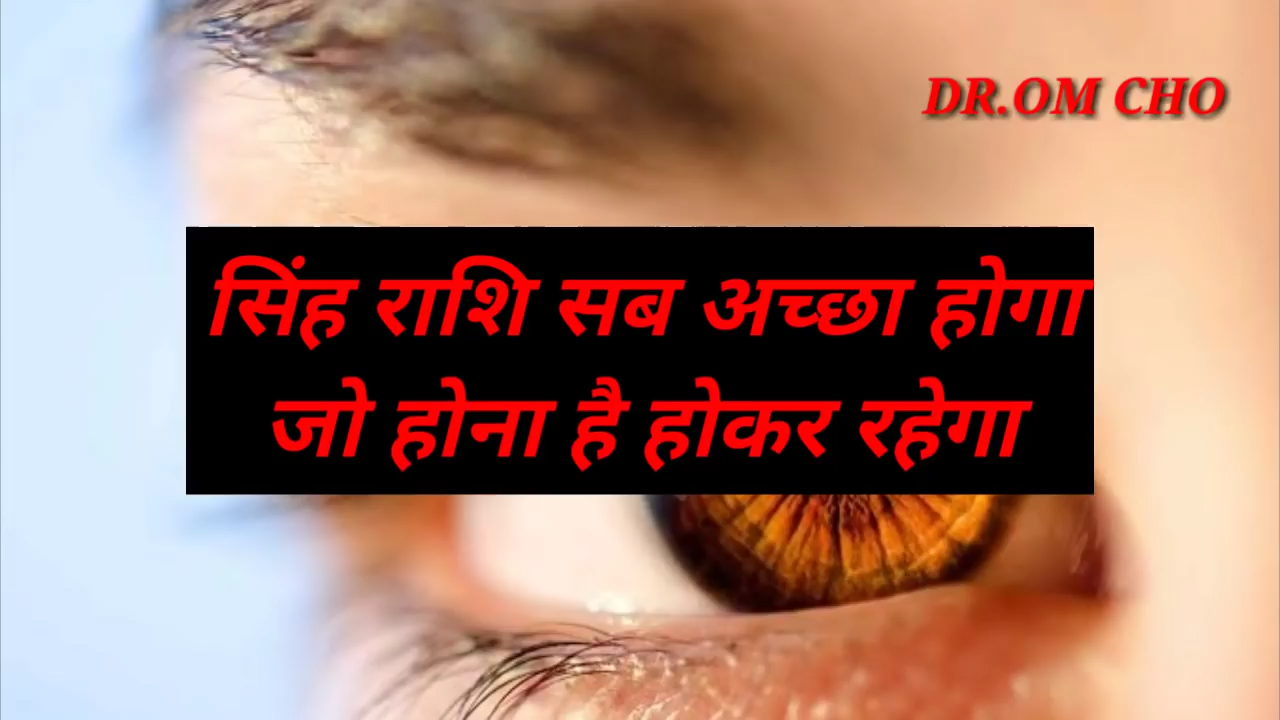 DR.OM CHO
सिंह राशि सब अच्छा होगा
जो होना है होकर रहेगा